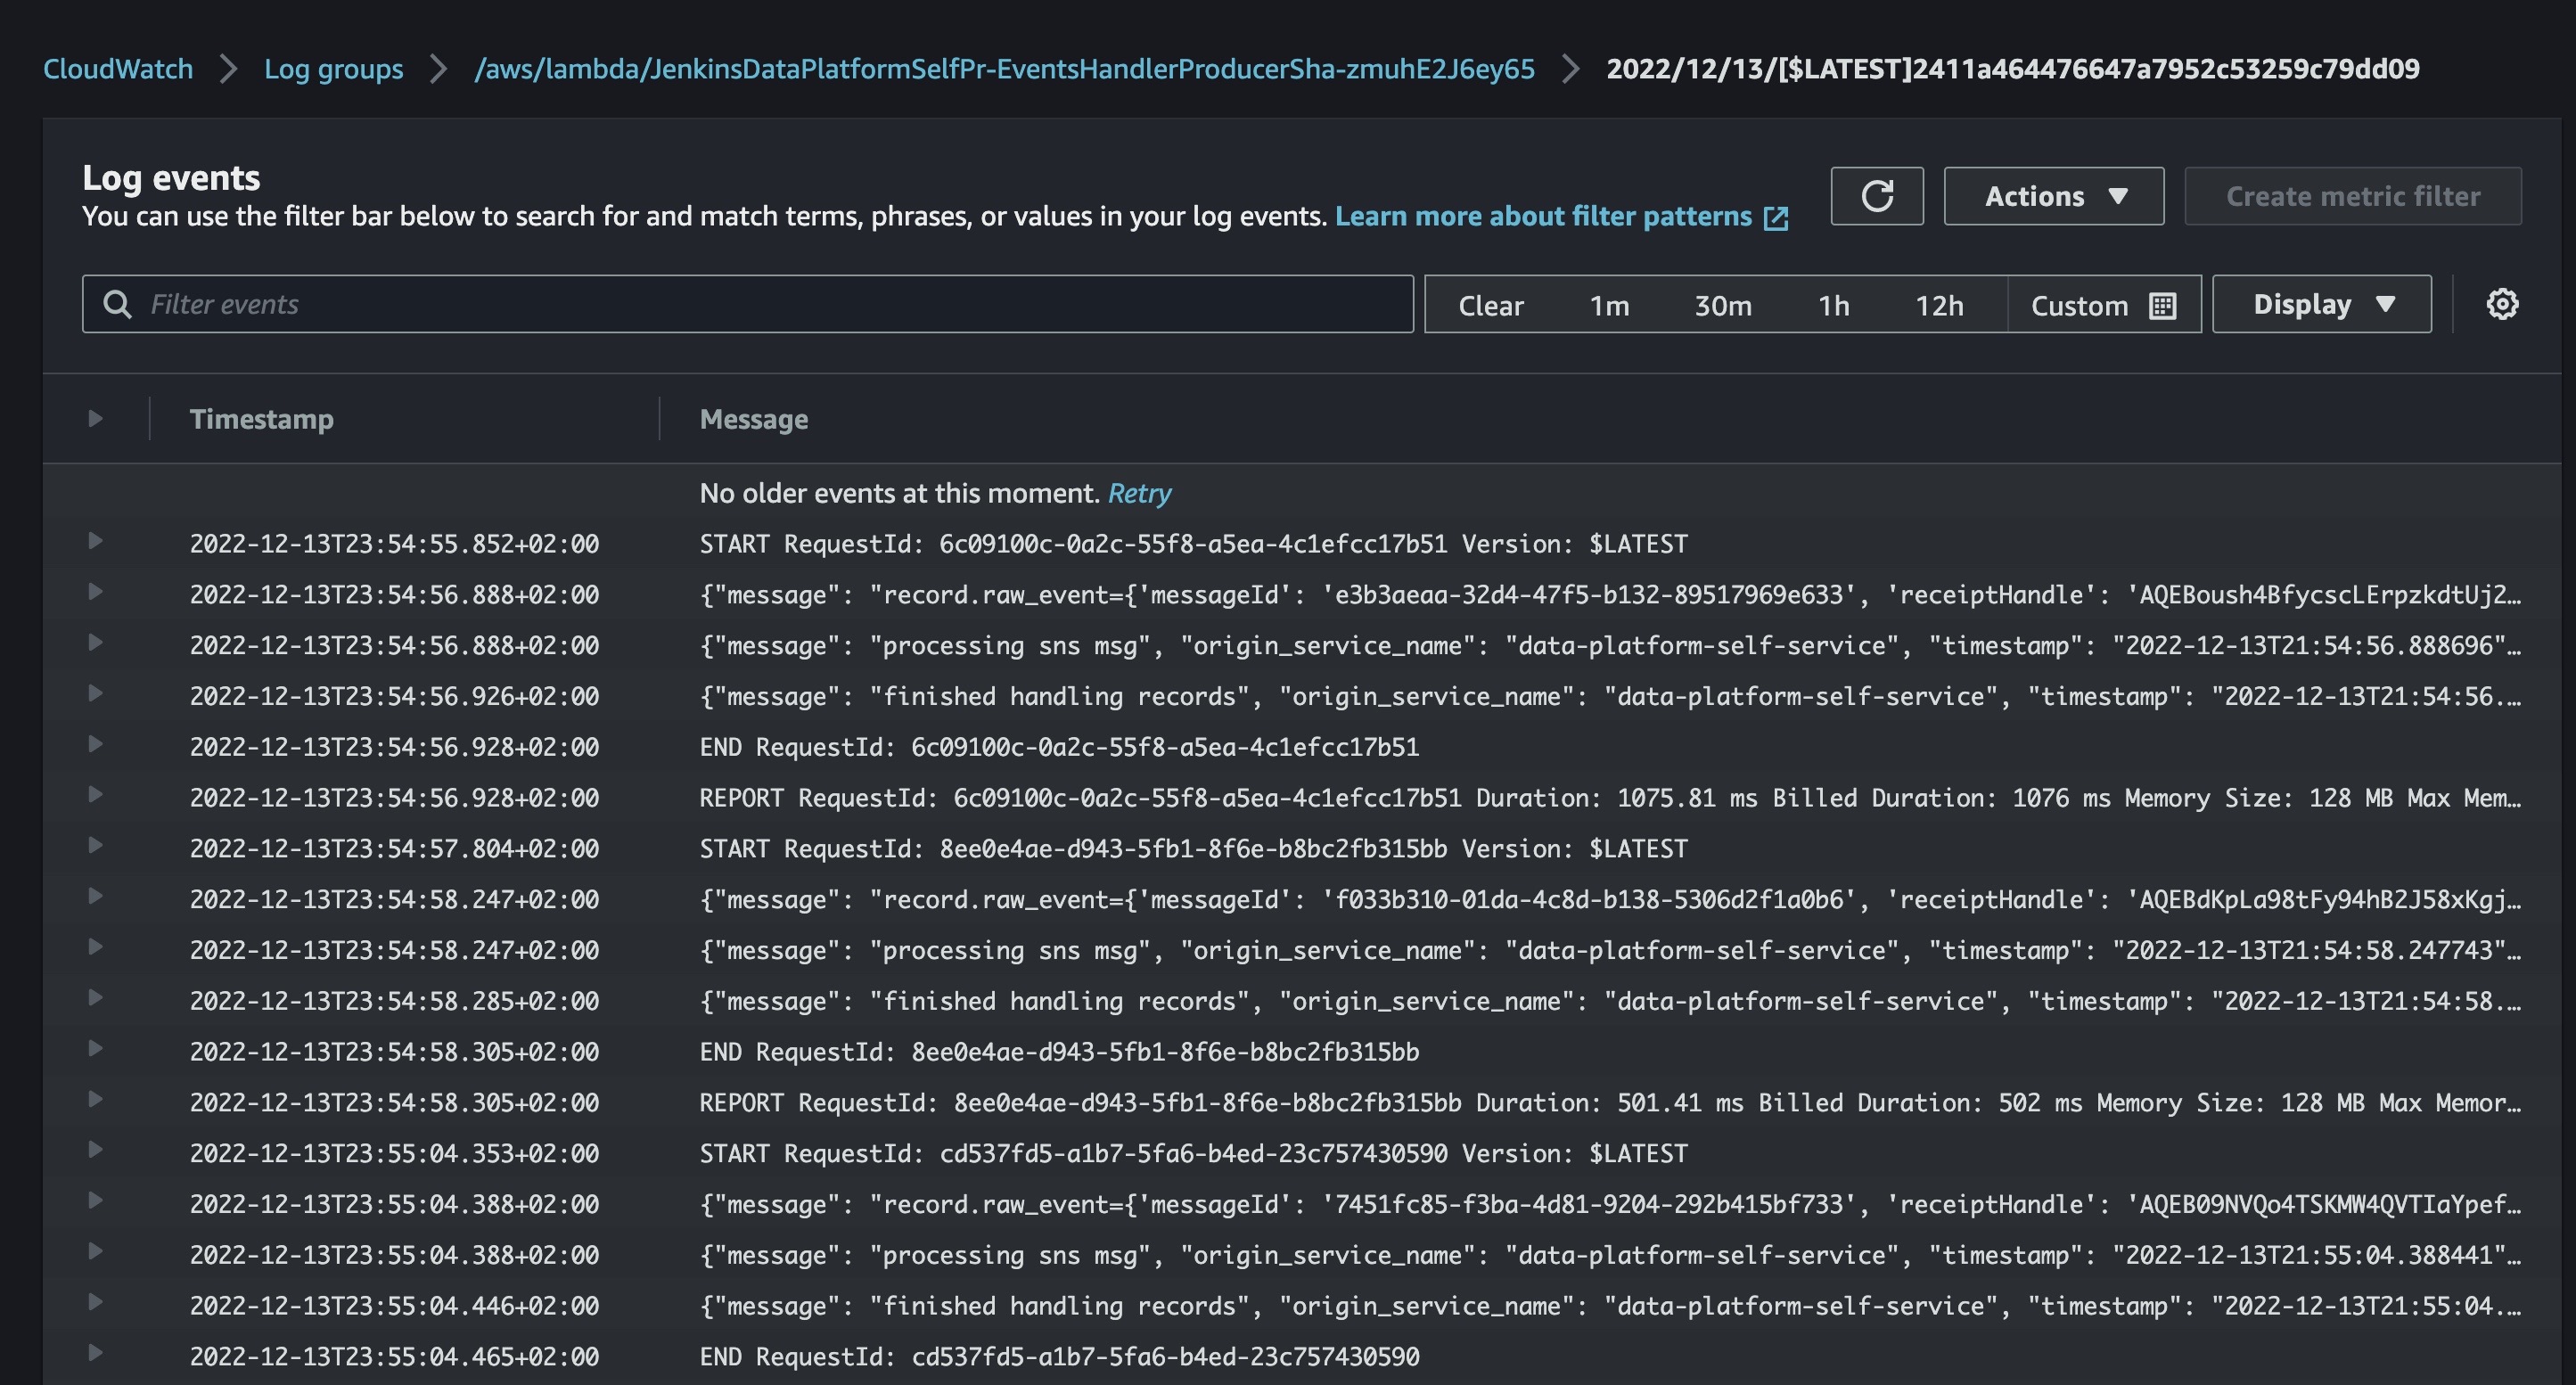 CloudWatch > Log groups > /aws/lambda/JenkinsDataPlatformSelfPr-EventsHandlerProducerSha-zmuhE2J6ey65 > 2022/12/13/[$LATEST]2411a464476647a7952c53259c79dd09
Log events
You can use the filter bar below to search for and match terms, phrases, or values in your log events. Learn more about filter patterns
Actions
Create metric filter
Filter events
Clear 1m 30m 1h 12h Custom Display
Timestamp Message
No older events at this moment. Retry
2022-12-13T23:54:55.852+02:00 START RequestId: 6c09100c-0a2c-55f8-a5ea-4c1efcc17b51 Version: $LATEST
2022-12-13T23:54:56.888+02:00 {"message": "record.raw_event={'messageId': 'e3b3aeaa-32d4-47f5-b132-89517969e633', 'receiptHandle': 'AQEBoush4BfycscLErpzkdtUj2…
2022-12-13T23:54:56.888+02:00 {"message": "processing sns msg", "origin_service_name": "data-platform-self-service", "timestamp": "2022-12-13T21:54:56.888696"…
2022-12-13T23:54:56.926+02:00 {"message": "finished handling records", "origin_service_name": "data-platform-self-service", "timestamp": "2022-12-13T21:54:56.…
2022-12-13T23:54:56.928+02:00 END RequestId: 6c09100c-0a2c-55f8-a5ea-4c1efcc17b51
2022-12-13T23:54:56.928+02:00 REPORT RequestId: 6c09100c-0a2c-55f8-a5ea-4c1efcc17b51 Duration: 1075.81 ms Billed Duration: 1076 ms Memory Size: 128 MB Max Mem…
2022-12-13T23:54:57.804+02:00 START RequestId: 8ee0e4ae-d943-5fb1-8f6e-b8bc2fb315bb Version: $LATEST
2022-12-13T23:54:58.247+02:00 {"message": "record.raw_event={'messageId': 'f033b310-01da-4c8d-b138-5306d2f1a0b6', 'receiptHandle': 'AQEBdKpLa98tFy94hB2J58xKgj…
2022-12-13T23:54:58.247+02:00 {"message": "processing sns msg", "origin_service_name": "data-platform-self-service", "timestamp": "2022-12-13T21:54:58.247743"…
2022-12-13T23:54:58.285+02:00 {"message": "finished handling records", "origin_service_name": "data-platform-self-service", "timestamp": "2022-12-13T21:54:58.…
2022-12-13T23:54:58.305+02:00 END RequestId: 8ee0e4ae-d943-5fb1-8f6e-b8bc2fb315bb
2022-12-13T23:54:58.305+02:00 REPORT RequestId: 8ee0e4ae-d943-5fb1-8f6e-b8bc2fb315bb Duration: 501.41 ms Billed Duration: 502 ms Memory Size: 128 MB Max Memor…
2022-12-13T23:55:04.353+02:00 START RequestId: cd537fd5-a1b7-5fa6-b4ed-23c757430590 Version: $LATEST
2022-12-13T23:55:04.388+02:00 {"message": "record.raw_event={'messageId': '7451fc85-f3ba-4d81-9204-292b415bf733', 'receiptHandle': 'AQEB09NVQo4TSKMW4QVTIaYpef…
2022-12-13T23:55:04.388+02:00 {"message": "processing sns msg", "origin_service_name": "data-platform-self-service", "timestamp": "2022-12-13T21:55:04.388441"…
2022-12-13T23:55:04.446+02:00 {"message": "finished handling records", "origin_service_name": "data-platform-self-service", "timestamp": "2022-12-13T21:55:04.…
2022-12-13T23:55:04.465+02:00 END RequestId: cd537fd5-a1b7-5fa6-b4ed-23c757430590